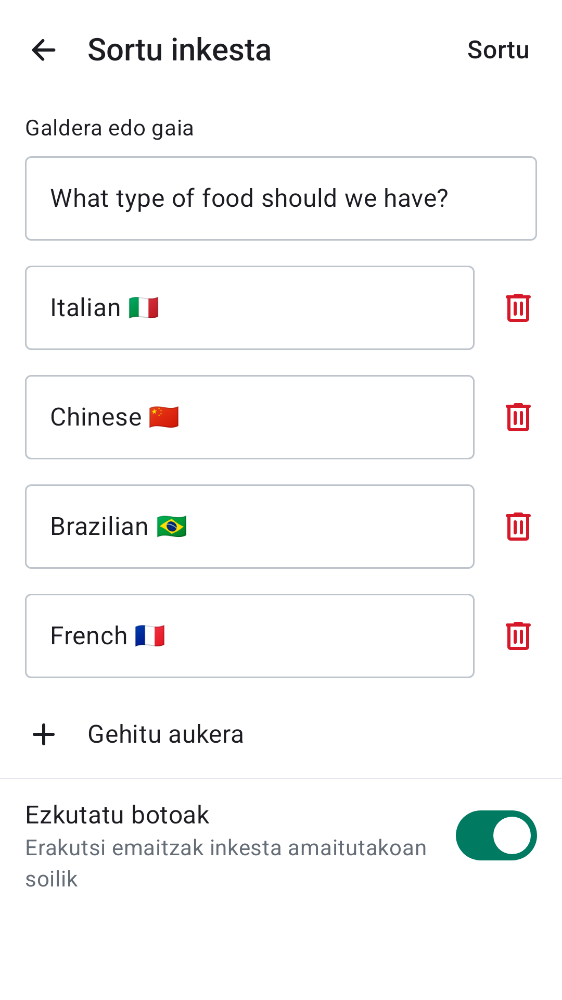 Sortu inkesta
Sortu
Galdera edo gaia
What type of food should we have?
Italian 🇮🇹
Chinese 🇨🇳
Brazilian 🇧🇷
French 🇫🇷
Gehitu aukera
Ezkutatu botoak
Erakutsi emaitzak inkesta amaitutakoan
soilik